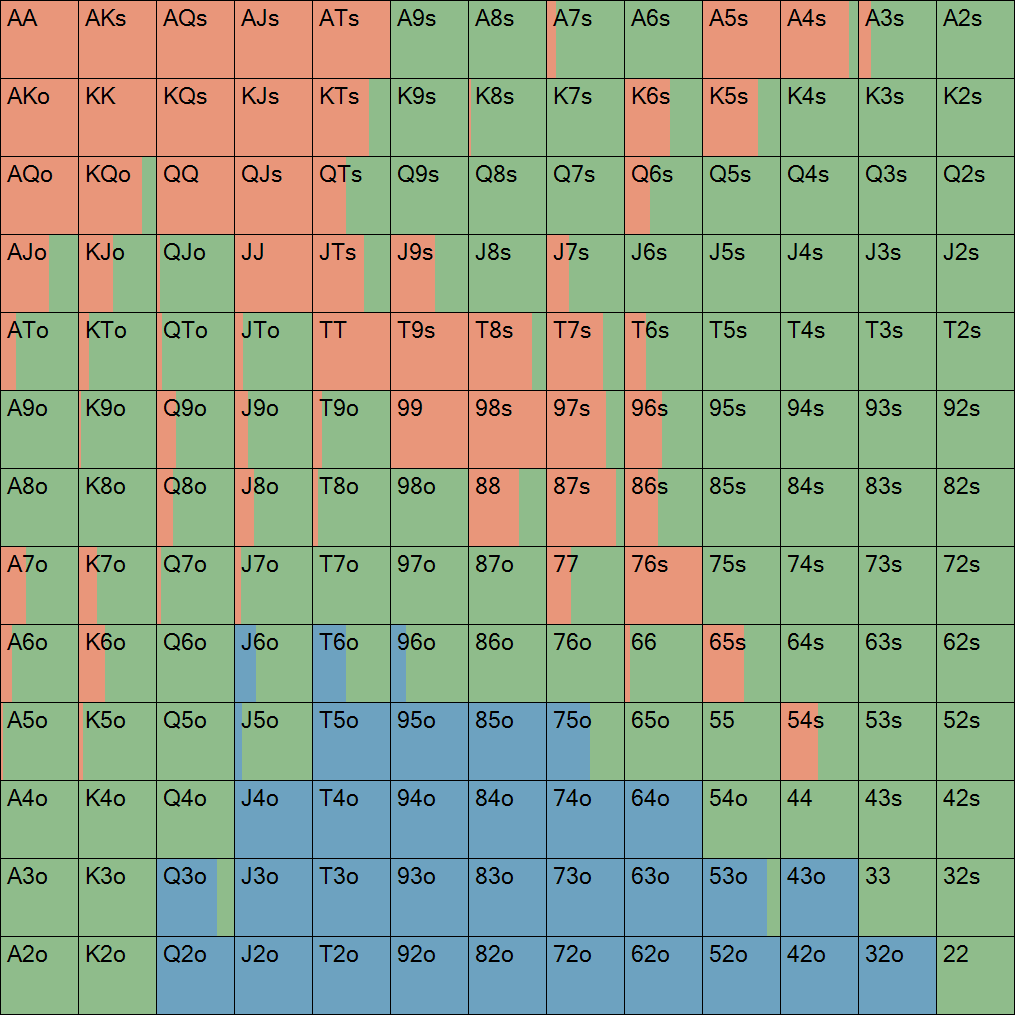 AA AKs AQs AJs ATs A9s A8s A7s A6s A5s A4s A3s A2s
AKo KK KQs KJs KTs K9s K8s K7s K6s K5s K4s K3s K2s
AQo KQo QQ QJs QTs Q9s Q8s Q7s Q6s Q5s Q4s Q3s Q2s
AJo KJo QJo JJ JTs J9s J8s J7s J6s J5s J4s J3s J2s
ATo KTo QTo JTo TT T9s T8s T7s T6s T5s T4s T3s T2s
A9o K9o Q9o J9o T9o 99 98s 97s 96s 95s 94s 93s 92s
A8o K8o Q8o J8o T8o 98o 88 87s 86s 85s 84s 83s 82s
A7o K7o Q7o J7o T7o 97o 87o 77 76s 75s 74s 73s 72s
A6o K6o Q6o J6o T6o 96o 86o 76o 66 65s 64s 63s 62s
A5o K5o Q5o J5o T5o 95o 85o 75o 65o 55 54s 53s 52s
A4o K4o Q4o J4o T4o 94o 84o 74o 64o 54o 44 43s 42s
A3o K3o Q3o J3o T3o 93o 83o 73o 63o 53o 43o 33 32s
A2o K2o Q2o J2o T2o 92o 82o 72o 62o 52o 42o 32o 22